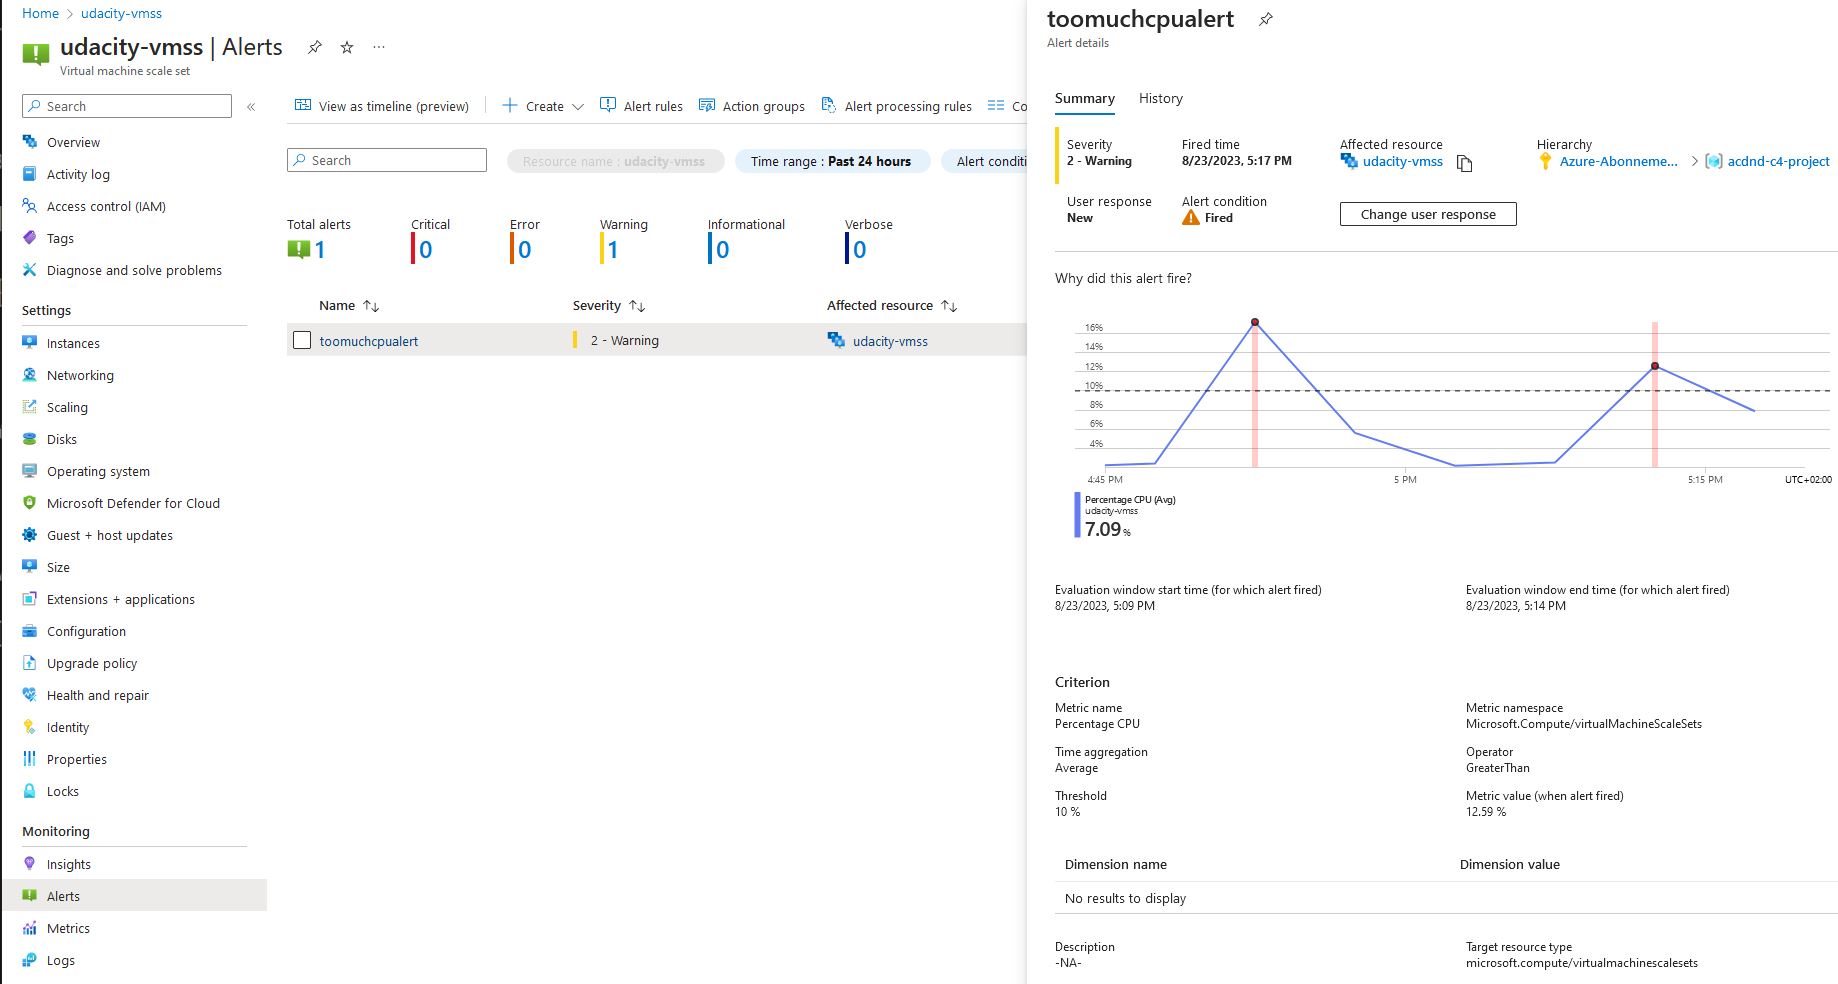 Home > udacity-vmss
udacity-vmss | Alerts ...
Virtual machine scale set
Search «
Overview
Activity log
Access control (IAM)
Tags
Diagnose and solve problems
Settings
Instances
Networking
Scaling
Disks
Operating system
Microsoft Defender for Cloud
Guest + host updates
Size
Extensions + applications
Configuration
Upgrade policy
Health and repair
Identity
Properties
Locks
Monitoring
Insights
Alerts
Metrics
Logs
View as timeline (preview) Create Alert rules Action groups Alert processing rules Co
Search Resource name : udacity-vmss Time range : Past 24 hours Alert conditi
Total alerts Critical Error Warning Informational Verbose
1 0 0 1 0 0
Name Severity Affected resource
toomuchcpualert 2 - Warning udacity-vmss
toomuchcpualert
Alert details
Summary History
Severity Fired time Affected resource Hierarchy
2 - Warning 8/23/2023, 5:17 PM udacity-vmss Azure-Abonneme... > acdnd-c4-project
User response Alert condition
New Fired Change user response
Why did this alert fire?
16%
14%
12%
10%
8%
6%
4%
4:45 PM 5 PM 5:15 PM UTC+02:00
Percentage CPU (Avg)
udacity-vmss
7.09 %
Evaluation window start time (for which alert fired) Evaluation window end time (for which alert fired)
8/23/2023, 5:09 PM 8/23/2023, 5:14 PM
Criterion
Metric name Metric namespace
Percentage CPU Microsoft.Compute/virtualMachineScaleSets
Time aggregation Operator
Average GreaterThan
Threshold Metric value (when alert fired)
10 % 12.59 %
Dimension name Dimension value
No results to display
Description Target resource type
-NA- microsoft.compute/virtualmachinescalesets